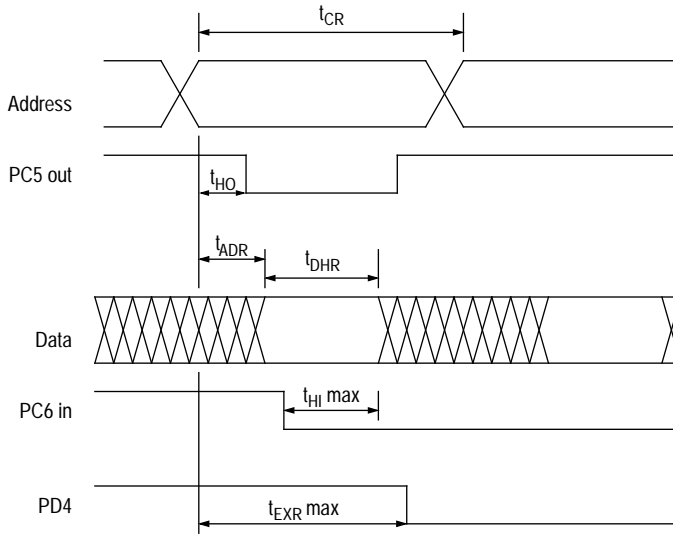 tCR
Address
PC5 out
tHO
tADR
tDHR
Data
PC6 in
tHI max
PD4
tEXR max